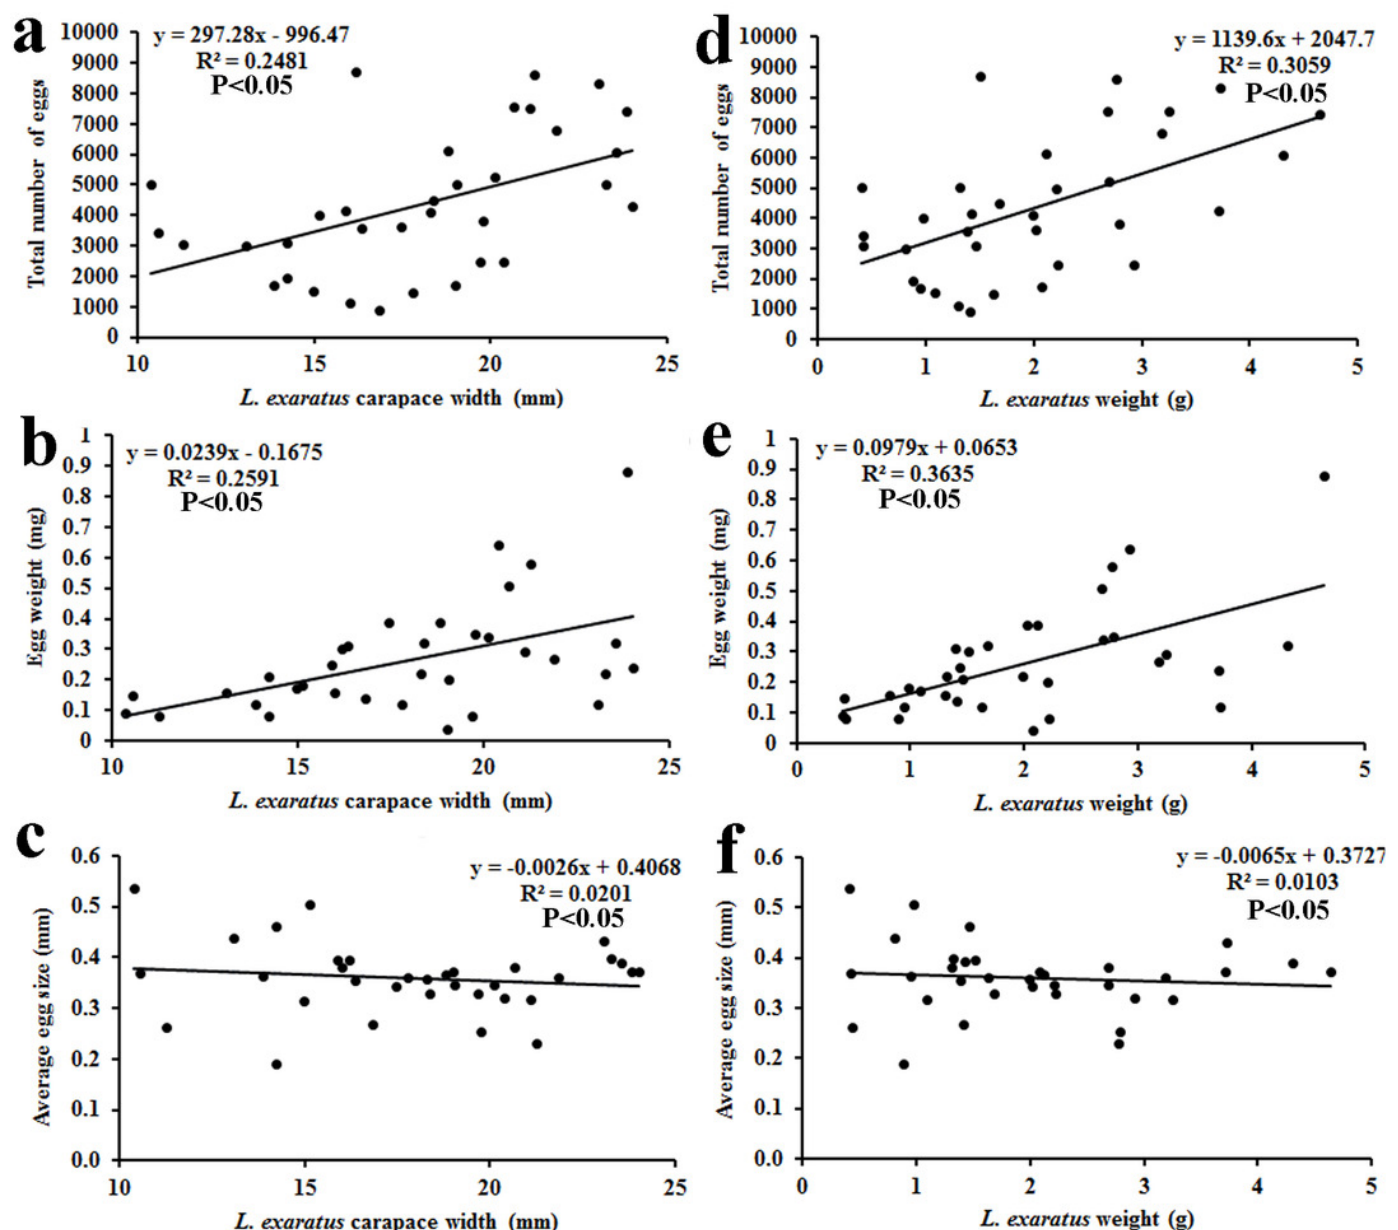 a
y = 297.28x - 996.47
R² = 0.2481
P<0.05
Total number of eggs
10000
9000
8000
7000
6000
5000
4000
3000
2000
1000
0
10 15 20 25
L. exaratus carapace width (mm)
d
y = 1139.6x + 2047.7
R² = 0.3059
P<0.05
Total number of eggs
10000
9000
8000
7000
6000
5000
4000
3000
2000
1000
0
0 1 2 3 4 5
L. exaratus weight (g)
b
y = 0.0239x - 0.1675
R² = 0.2591
P<0.05
Egg weight (mg)
1
0.9
0.8
0.7
0.6
0.5
0.4
0.3
0.2
0.1
0
10 15 20 25
L. exaratus carapace width (mm)
e
y = 0.0979x + 0.0653
R² = 0.3635
P<0.05
Egg weight (mg)
1
0.9
0.8
0.7
0.6
0.5
0.4
0.3
0.2
0.1
0
0 1 2 3 4 5
L. exaratus weight (g)
c
y = -0.0026x + 0.4068
R² = 0.0201
P<0.05
Average egg size (mm)
0.6
0.5
0.4
0.3
0.2
0.1
0.0
10 15 20 25
L. exaratus carapace width (mm)
f
y = -0.0065x + 0.3727
R² = 0.0103
P<0.05
Average egg size (mm)
0.6
0.5
0.4
0.3
0.2
0.1
0.0
0 1 2 3 4 5
L. exaratus weight (g)